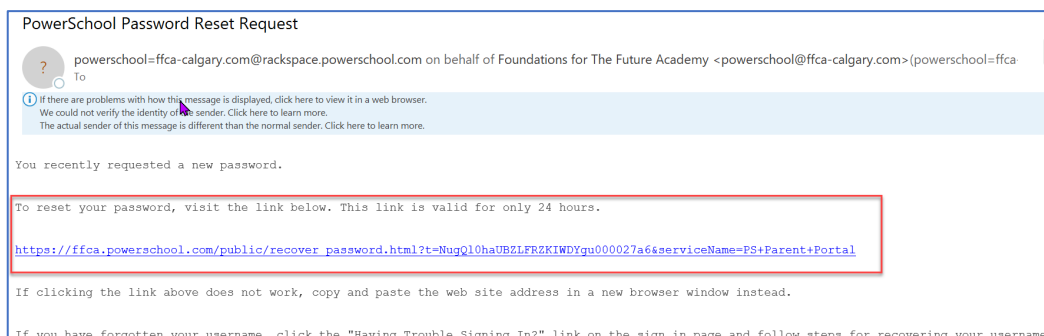 PowerSchool Password Reset Request
?
powerschool=ffca-calgary.com@rackspace.powerschool.com on behalf of Foundations for The Future Academy <powerschool@ffca-calgary.com>(powerschool=ffca-
To
If there are problems with how this message is displayed, click here to view it in a web browser.
We could not verify the identity of the sender. Click here to learn more.
The actual sender of this message is different than the normal sender. Click here to learn more.
You recently requested a new password.
To reset your password, visit the link below. This link is valid for only 24 hours.
https://ffca.powerschool.com/public/recover_password.html?t=NugQl0haUBZLFRZKIWDYgu000027a6&serviceName=PS+Parent+Portal
If clicking the link above does not work, copy and paste the web site address in a new browser window instead.
If you have forgotten your username, click the "Having Trouble Signing In?" link on the sign in page and follow steps for recovering your username